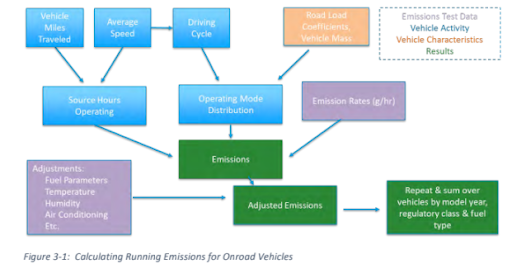 Vehicle
Miles
Traveled
Average
Speed
Driving
Cycle
Road Load
Coefficients,
Vehicle Mass
Emissions Test Data
Vehicle Activity
Vehicle Characteristics
Results
Source Hours
Operating
Operating Mode
Distribution
Emission Rates (g/hr)
Emissions
Adjustments:
Fuel Parameters
Temperature
Humidity
Air Conditioning
Etc.
Adjusted Emissions
Repeat & sum over
vehicles by model year,
regulatory class & fuel
type
Figure 3-1: Calculating Running Emissions for Onroad Vehicles